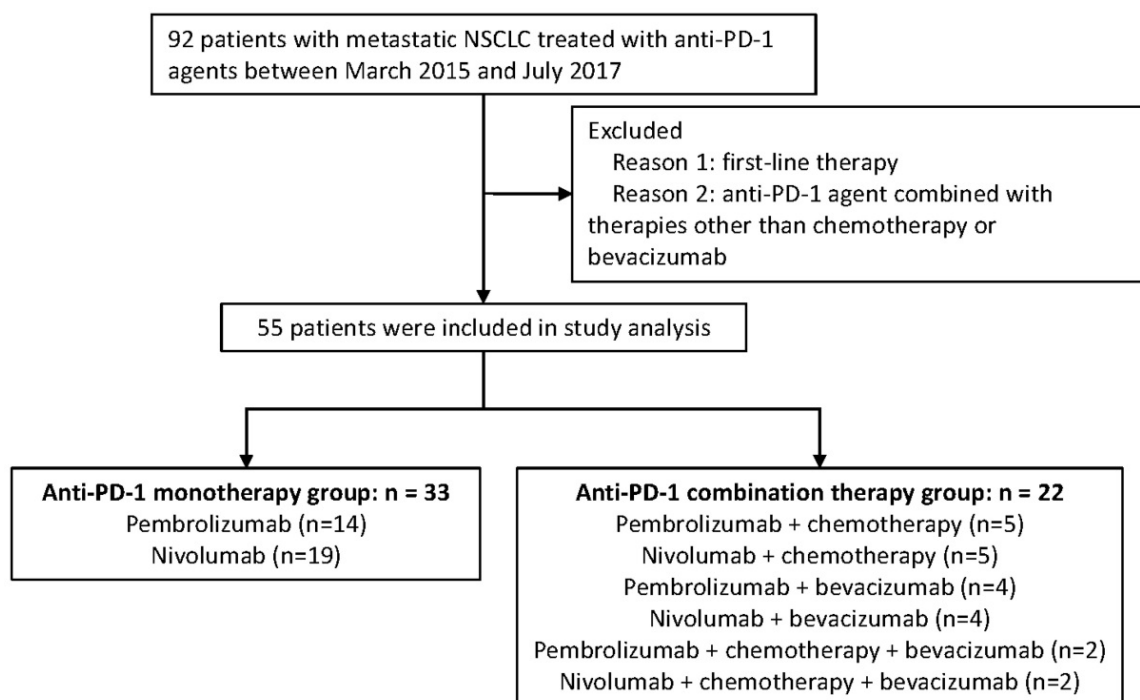 92 patients with metastatic NSCLC treated with anti-PD-1
agents between March 2015 and July 2017
Excluded
Reason 1: first-line therapy
Reason 2: anti-PD-1 agent combined with
therapies other than chemotherapy or
bevacizumab
55 patients were included in study analysis
Anti-PD-1 monotherapy group: n = 33
Pembrolizumab (n=14)
Nivolumab (n=19)
Anti-PD-1 combination therapy group: n = 22
Pembrolizumab + chemotherapy (n=5)
Nivolumab + chemotherapy (n=5)
Pembrolizumab + bevacizumab (n=4)
Nivolumab + bevacizumab (n=4)
Pembrolizumab + chemotherapy + bevacizumab (n=2)
Nivolumab + chemotherapy + bevacizumab (n=2)